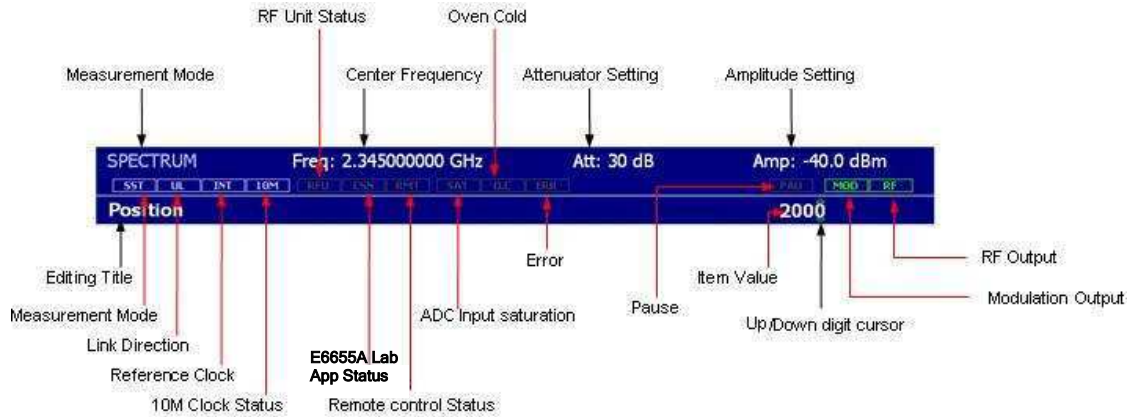 RF Unit Status
Oven Cold
Measurement Mode
Center Frequency
Attenuator Setting
Amplitude Setting
SPECTRUM
Freq: 2.345000000 GHz
Att: 30 dB
Amp: -40.0 dBm
SST
UL
INT
10M
RFU
RMT
SAT
O.C
ERR
PAU
MOD
RF
Position
2000
Editing Title
Error
Item Value
RF Output
Measurement Mode
ADC Input saturation
Pause
Modulation Output
Link Direction
Up/Down digit cursor
Reference Clock
E6655A Lab
App Status
10M Clock Status
Remote control Status